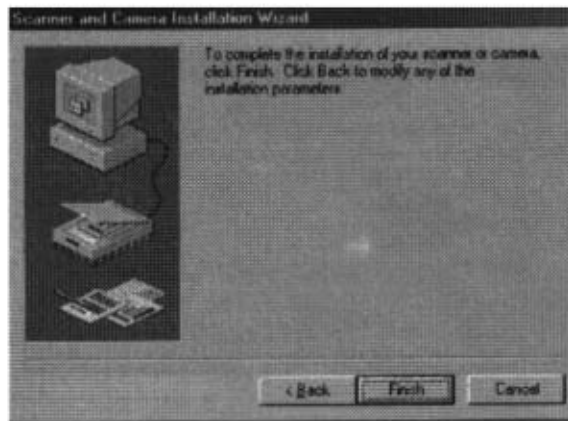 Scanner and Camera Installation Wizard
To complete the installation of your scanner or camera,
click Finish. Click Back to modify any of the
installation parameters.
< Back
Finish
Cancel